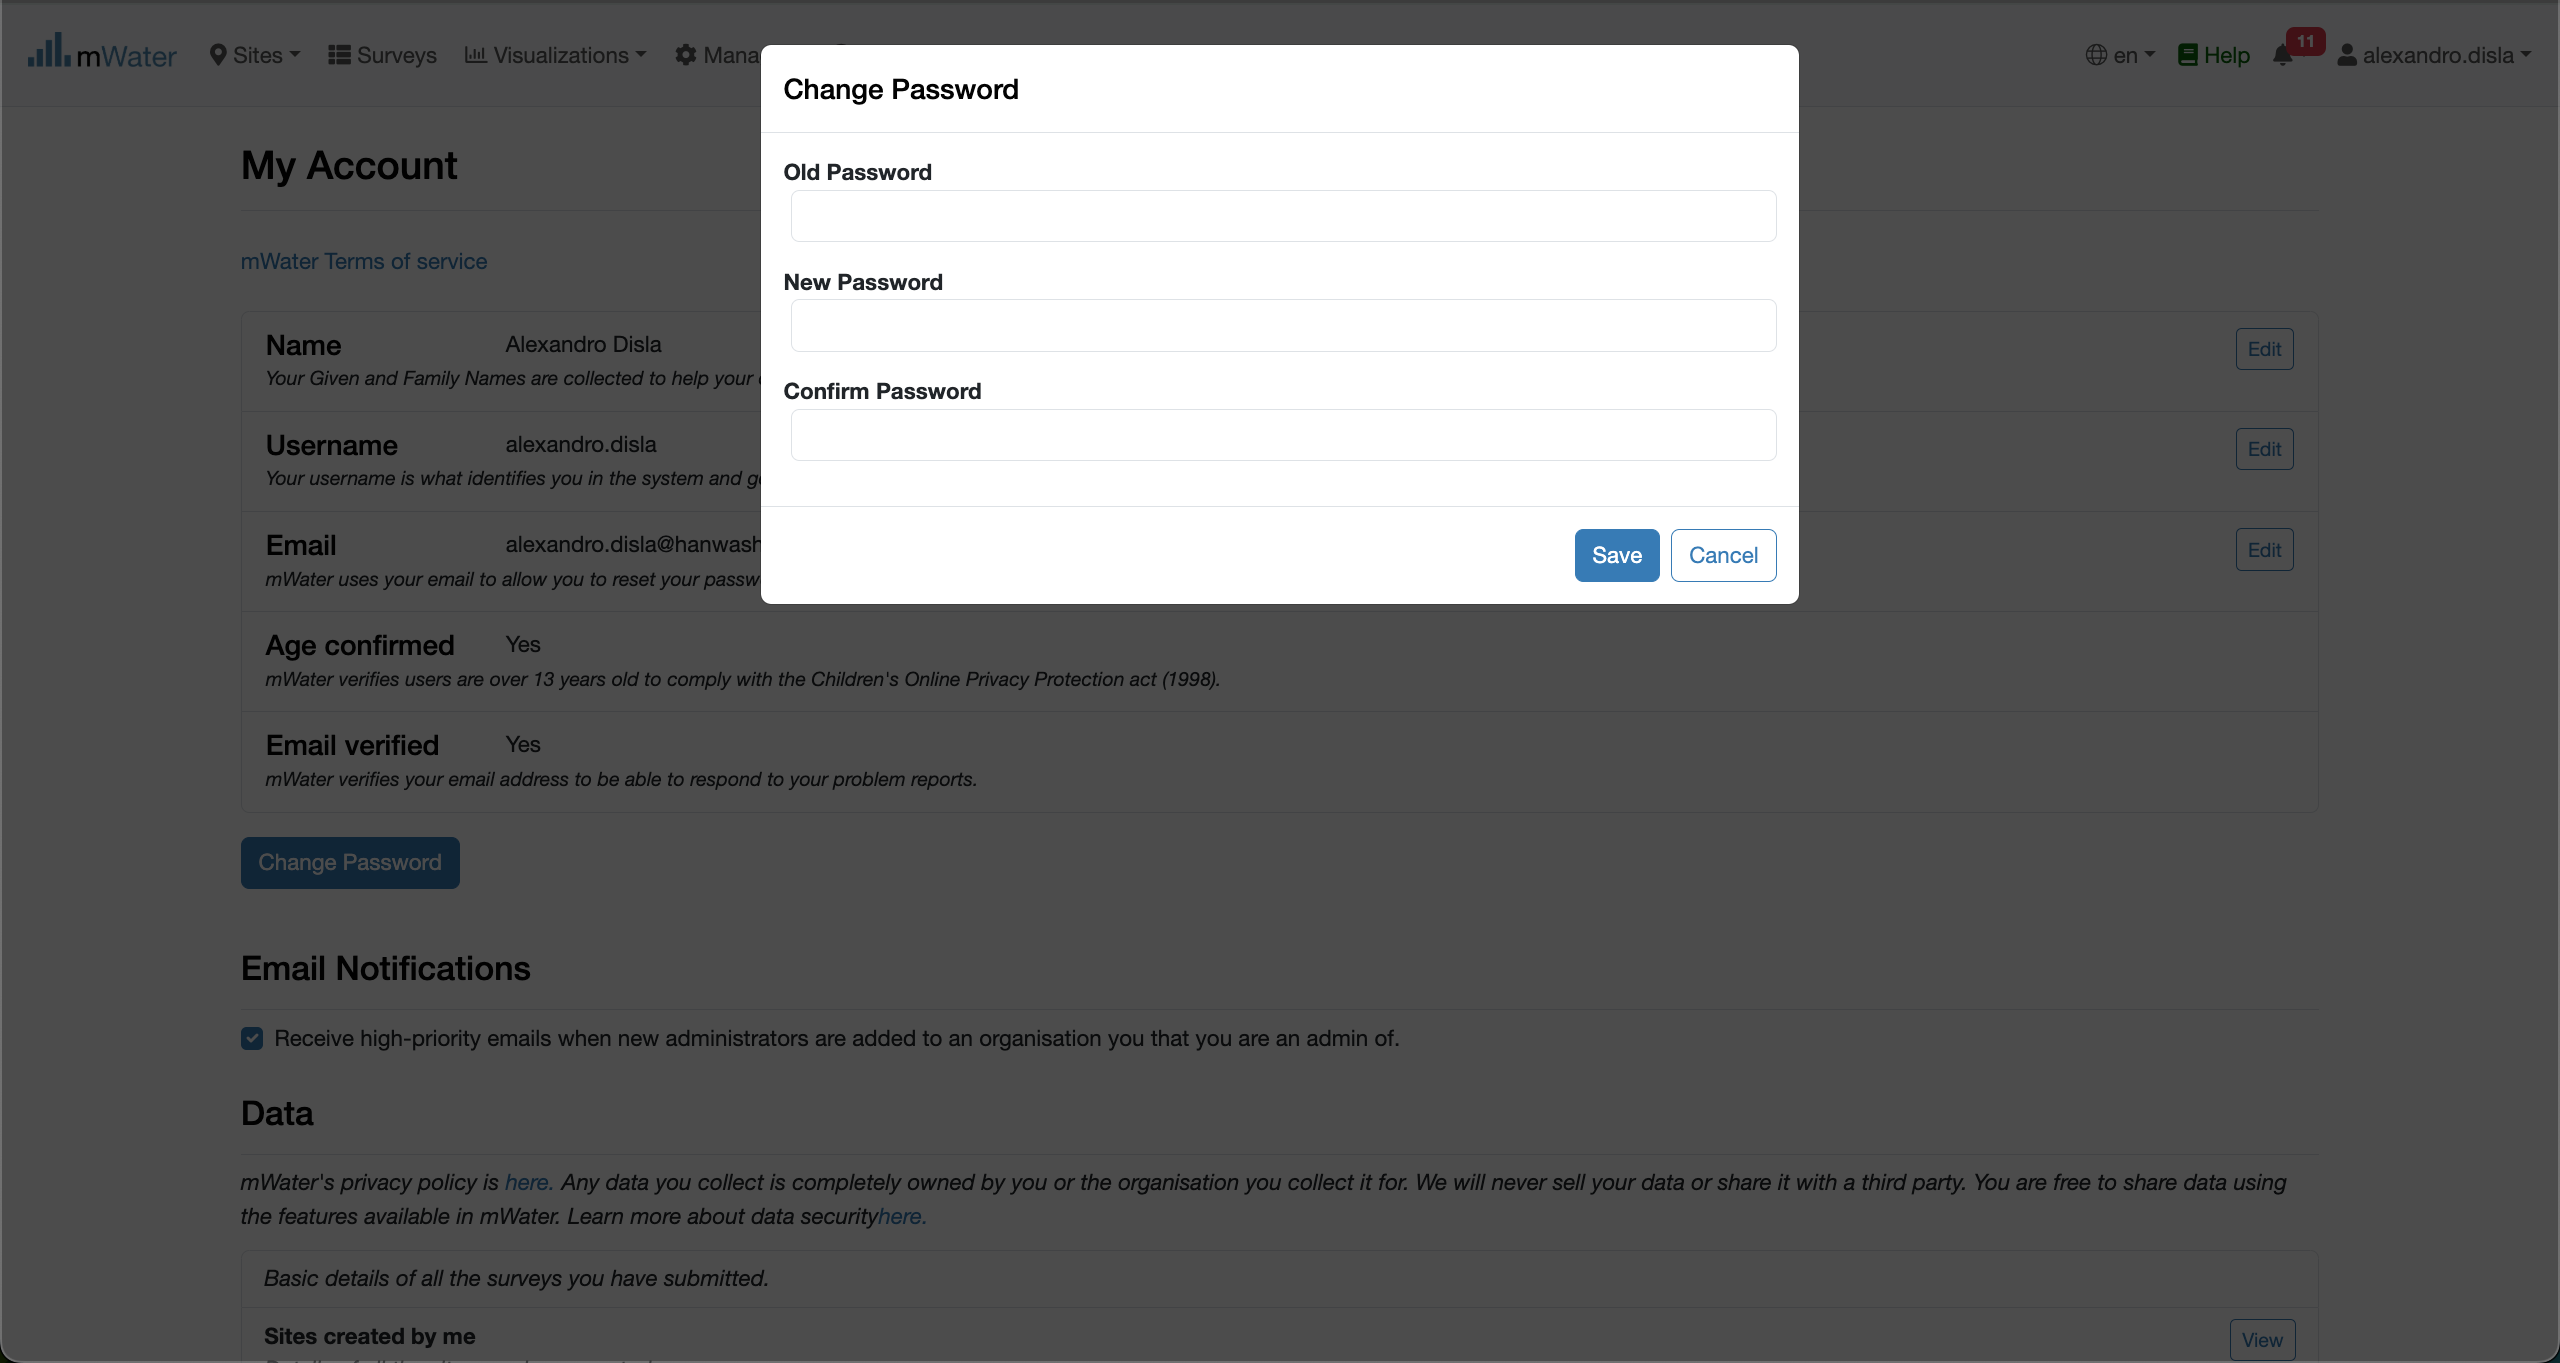 mWater Sites Surveys Visualizations Mana en Help 11 alexandro.disla
Change Password
Old Password
New Password
Confirm Password
Save Cancel
My Account
mWater Terms of service
Name Alexandro Disla Edit
Your Given and Family Names are collected to help your
Username alexandro.disla Edit
Your username is what identifies you in the system and
Email alexandro.disla@hanwash Edit
mWater uses your email to allow you to reset your passw
Age confirmed Yes
mWater verifies users are over 13 years old to comply with the Children's Online Privacy Protection act (1998).
Email verified Yes
mWater verifies your email address to be able to respond to your problem reports.
Change Password
Email Notifications
Receive high-priority emails when new administrators are added to an organisation you that you are an admin of.
Data
mWater's privacy policy is here. Any data you collect is completely owned by you or the organisation you collect it for. We will never sell your data or share it with a third party. You are free to share data using
the features available in mWater. Learn more about data securityhere.
Basic details of all the surveys you have submitted.
Sites created by me View